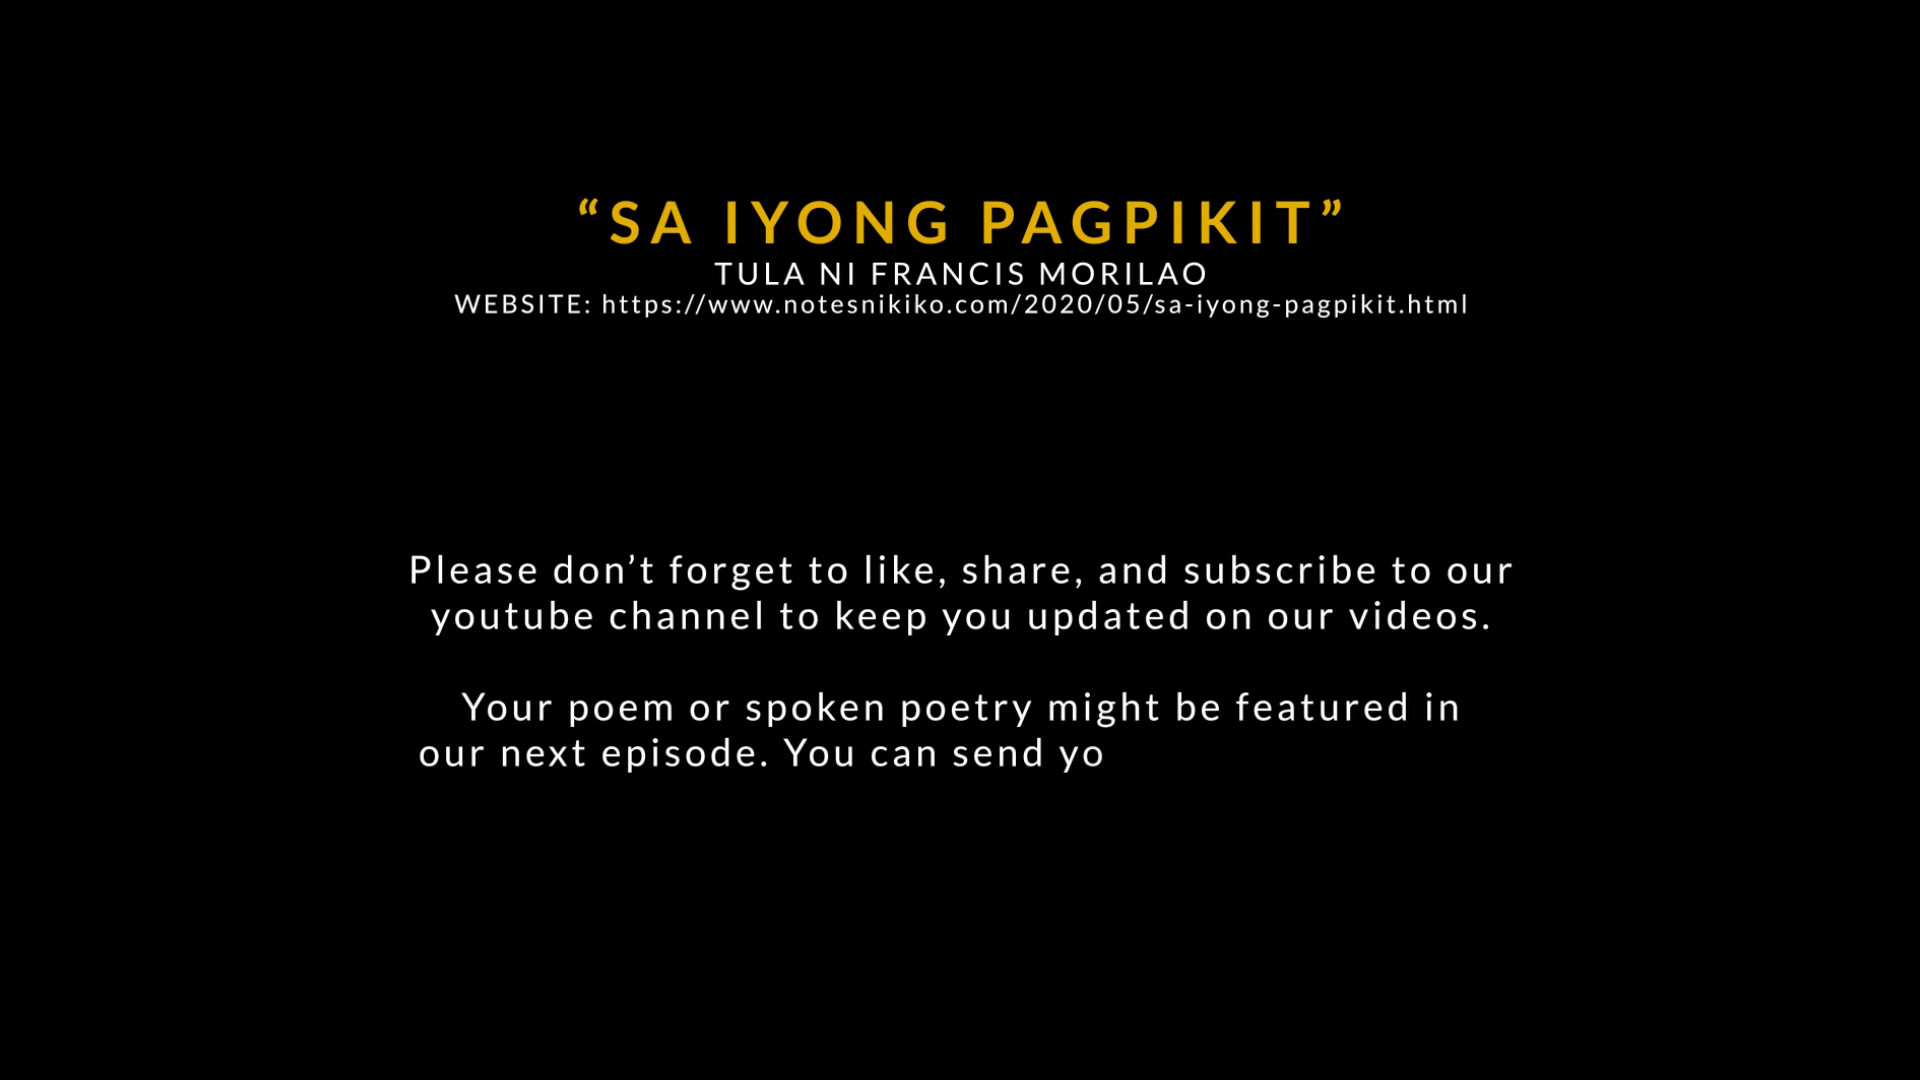 “SA IYONG PAGPIKIT”
TULA NI FRANCIS MORILAO
WEBSITE: https://www.notesnikiko.com/2020/05/sa-iyong-pagpikit.html
Please don’t forget to like, share, and subscribe to our
youtube channel to keep you updated on our videos.
Your poem or spoken poetry might be featured in
our next episode. You can send yo